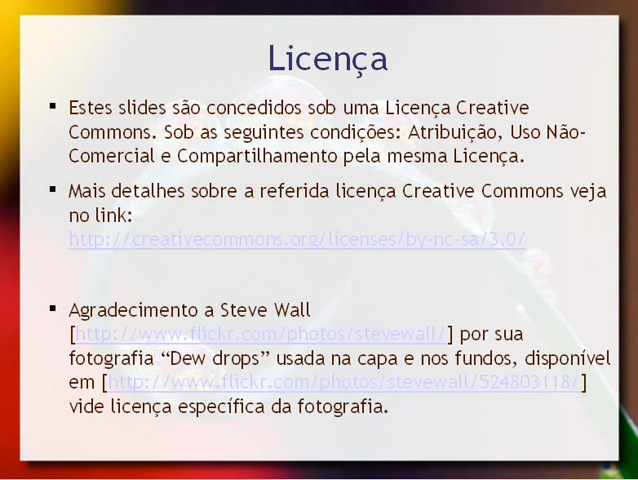 Licença
▪ Estes slides são concedidos sob uma Licença Creative
Commons. Sob as seguintes condições: Atribuição, Uso Não-
Comercial e Compartilhamento pela mesma Licença.
▪ Mais detalhes sobre a referida licença Creative Commons veja
no link:
http://creativecommons.org/licenses/by-nc-sa/3.0/
▪ Agradecimento a Steve Wall
[http://www.flickr.com/photos/stevewall/] por sua
fotografia “Dew drops” usada na capa e nos fundos, disponível
em [http://www.flickr.com/photos/stevewall/524803118/]
vide licença específica da fotografia.